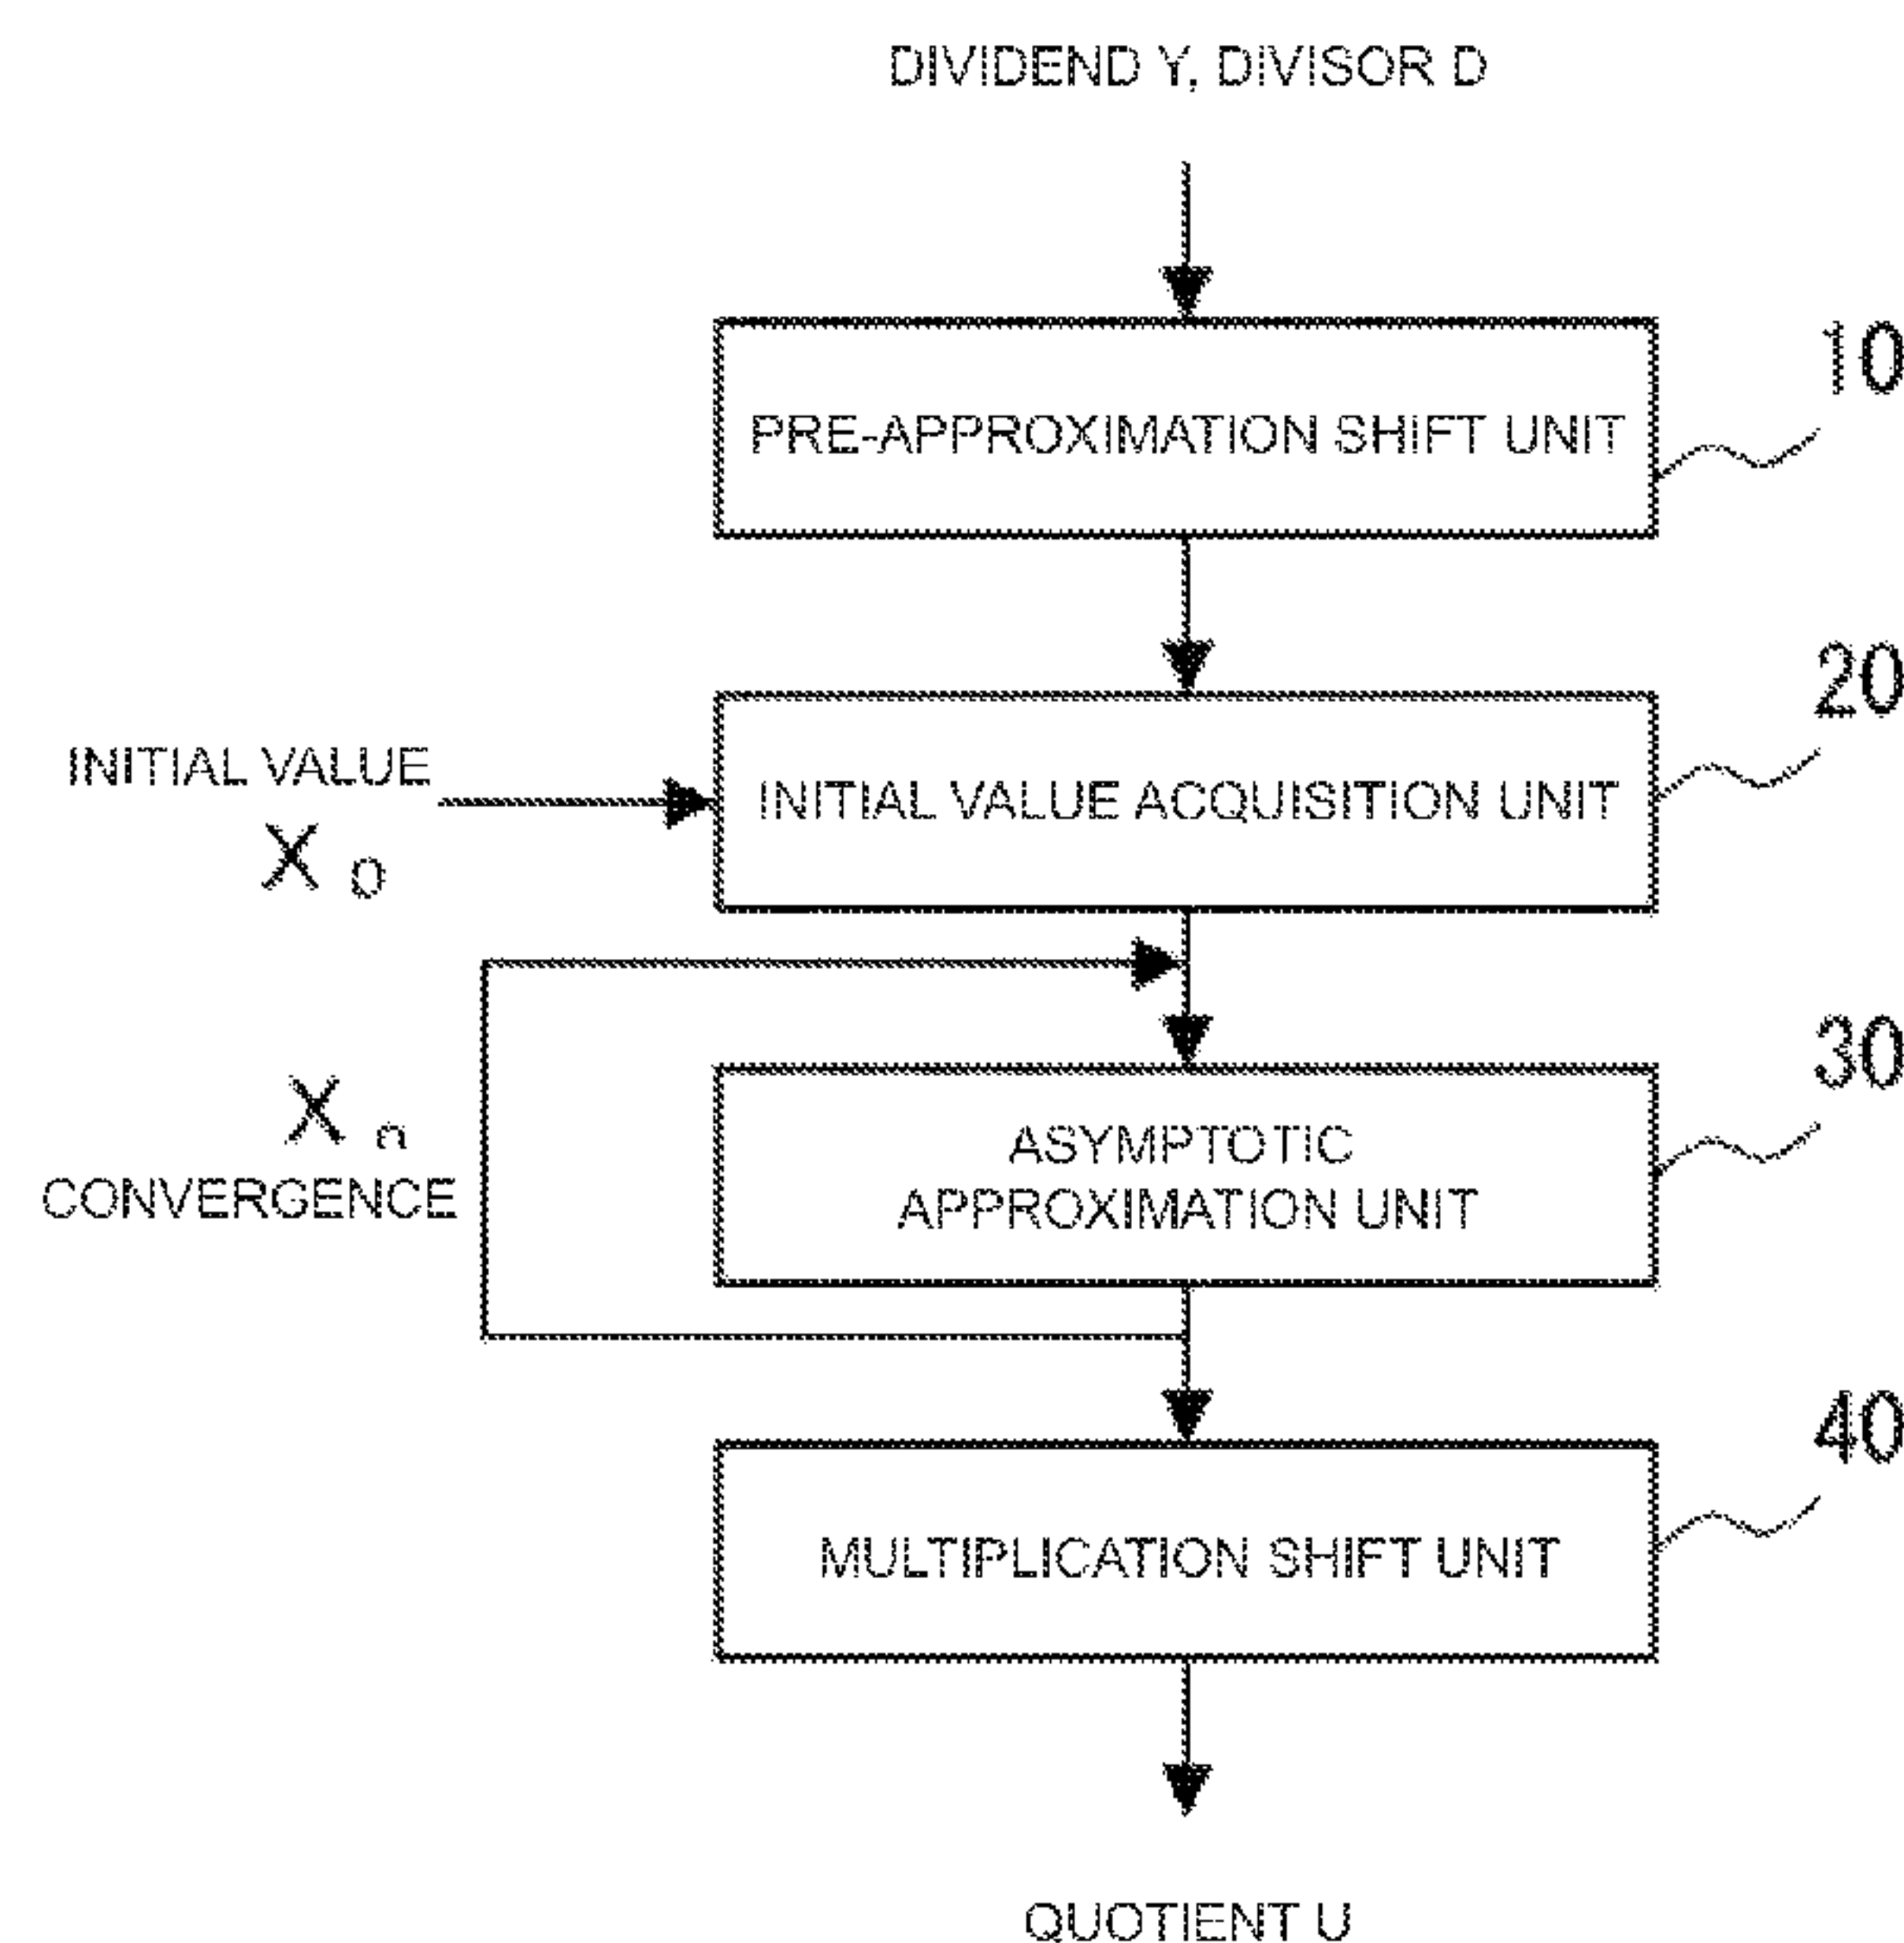 DIVIDEND Y, DIVISOR D
10
PRE-APPROXIMATION SHIFT UNIT
20
INITIAL VALUE
X 0
INITIAL VALUE ACQUISITION UNIT
30
X n
CONVERGENCE
ASYMPTOTIC
APPROXIMATION UNIT
40
MULTIPLICATION SHIFT UNIT
QUOTIENT U